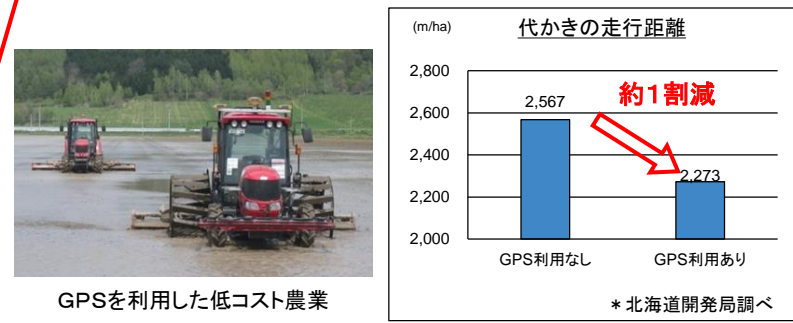 (m/ha)
代かきの走行距離
2,800
2,600
2,400
2,200
2,000
2,567
約1割減
2,273
GPS利用なし
GPS利用あり
GPSを利用した低コスト農業
＊北海道開発局調べ